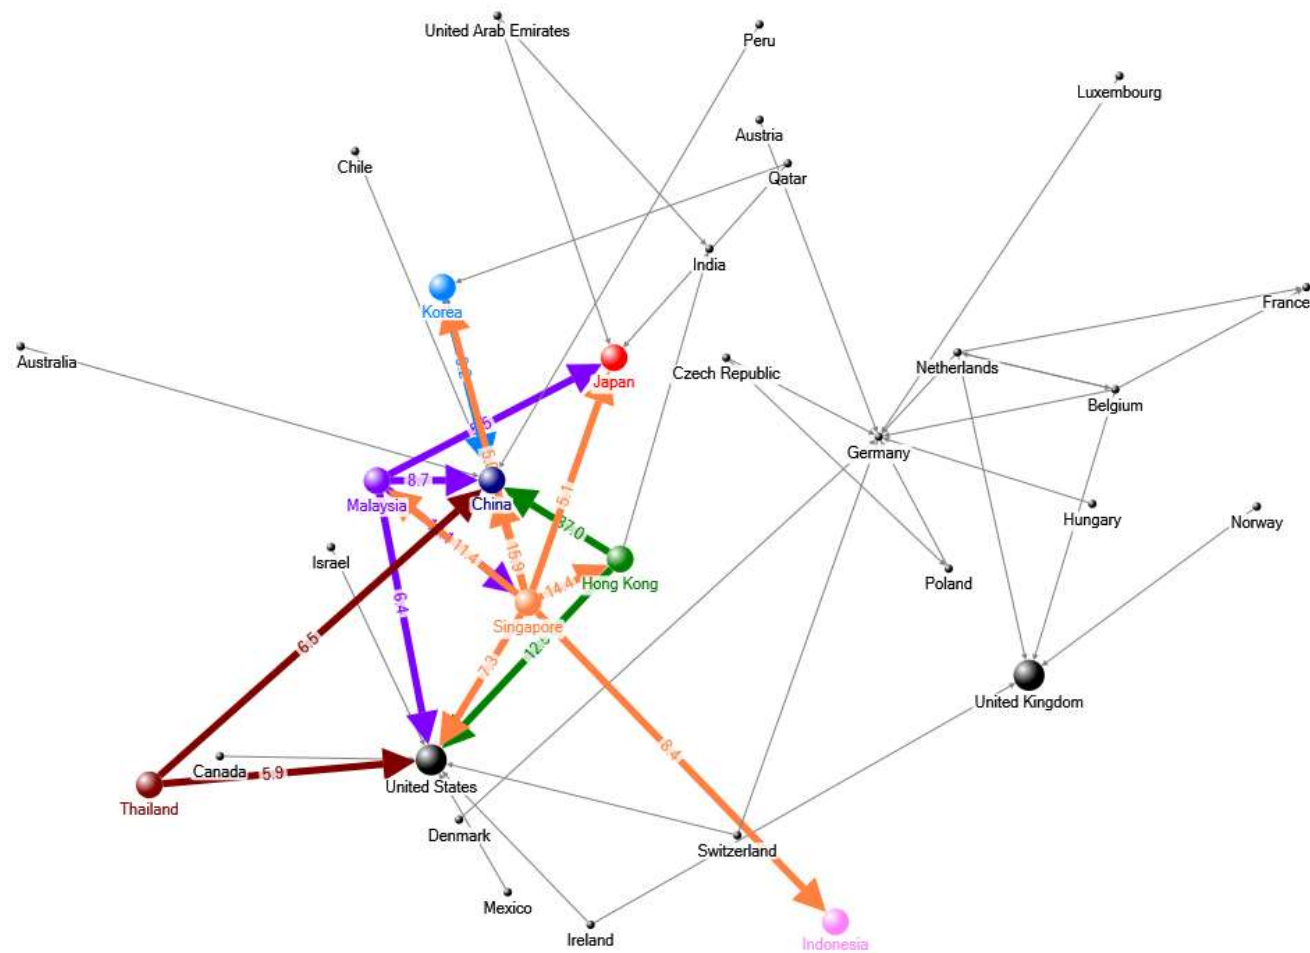 United Arab Emirates
Peru
Luxembourg
Austria
Chile
Qatar
India
France
Korea
Australia
Japan
Czech Republic
Netherlands
Belgium
Germany
8.7
5.0
Malaysia
China
5.1
37.0
Hungary
Norway
11.4
15.9
Israel
14.4
Hong Kong
Poland
6.4
Singapore
6.5
7.3
United Kingdom
8.4
Canada
5.9
United States
Thailand
Denmark
Switzerland
Mexico
Ireland
Indonesia